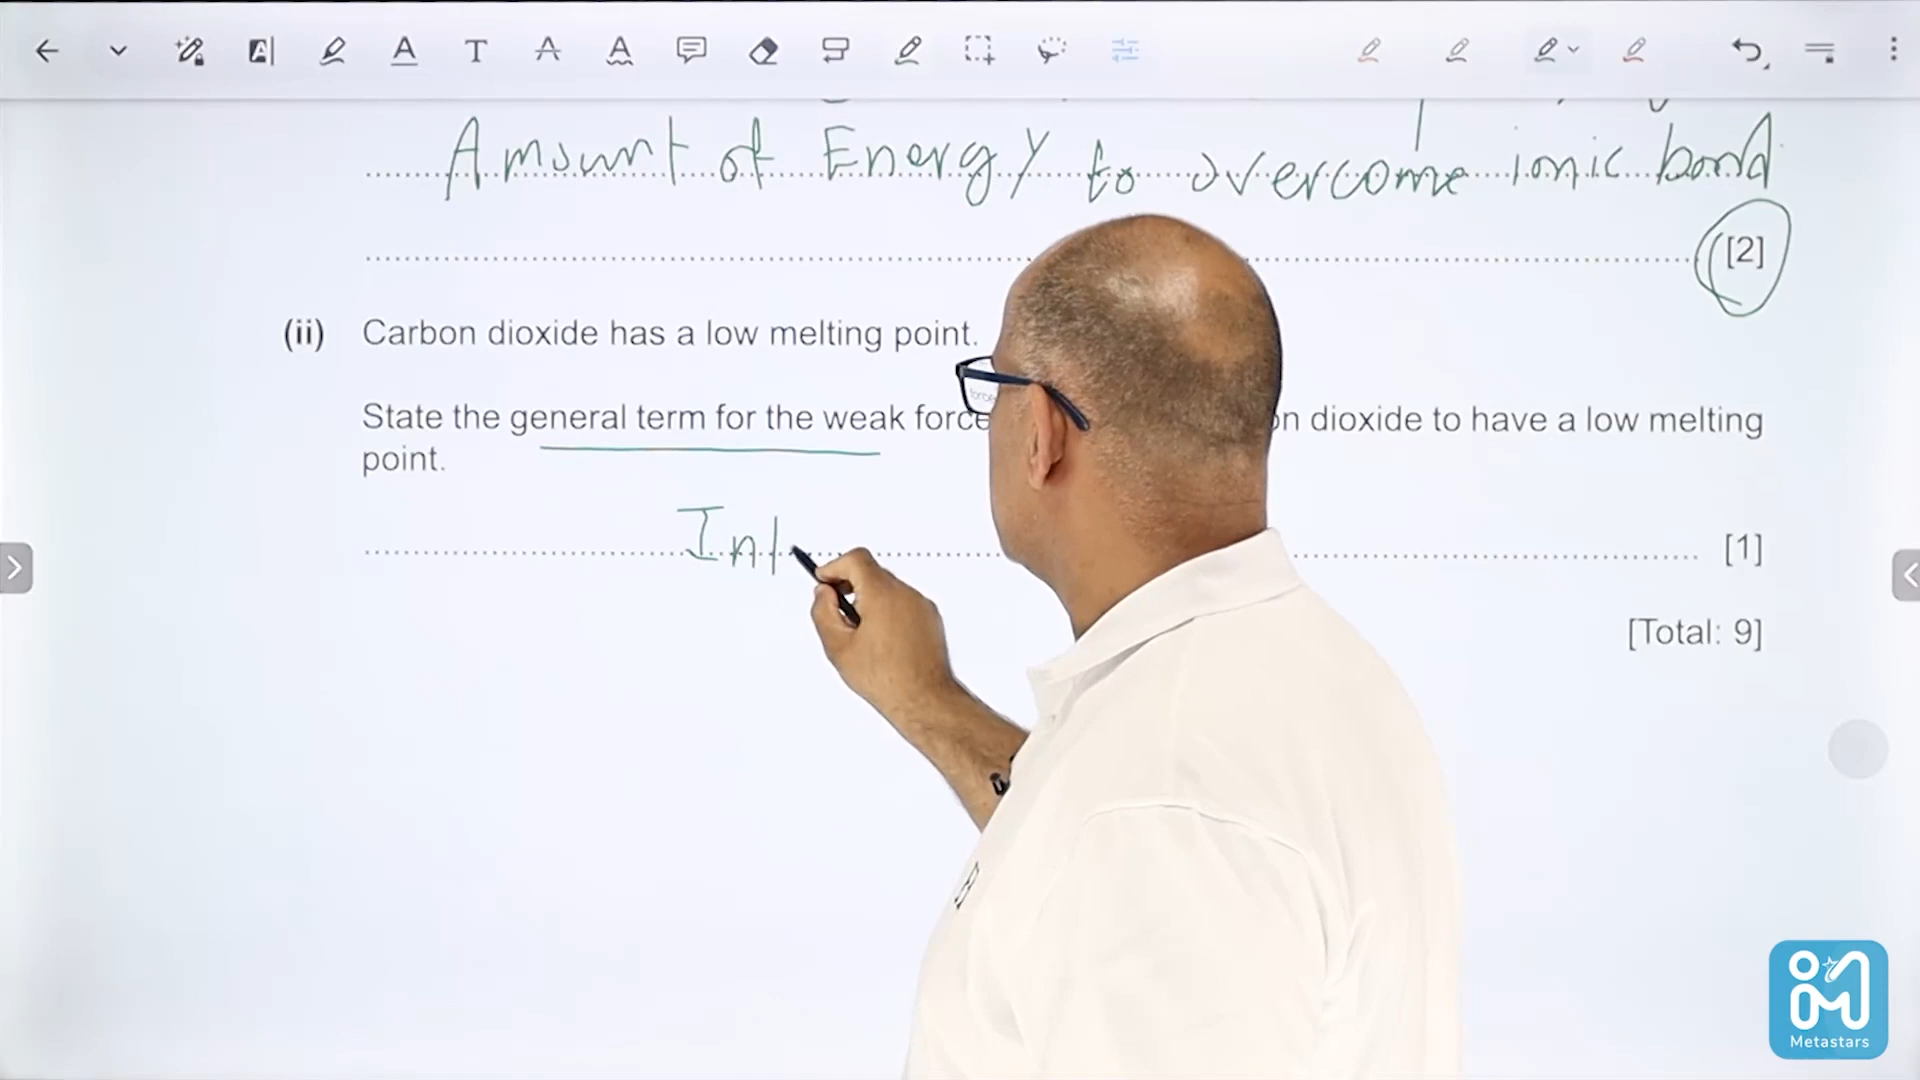 Amount of Energy to overcome ionic bond
[2]
(ii) Carbon dioxide has a low melting point.
State the general term for the weak force on dioxide to have a low melting
point.
Int [1]
[Total: 9]
Metastars